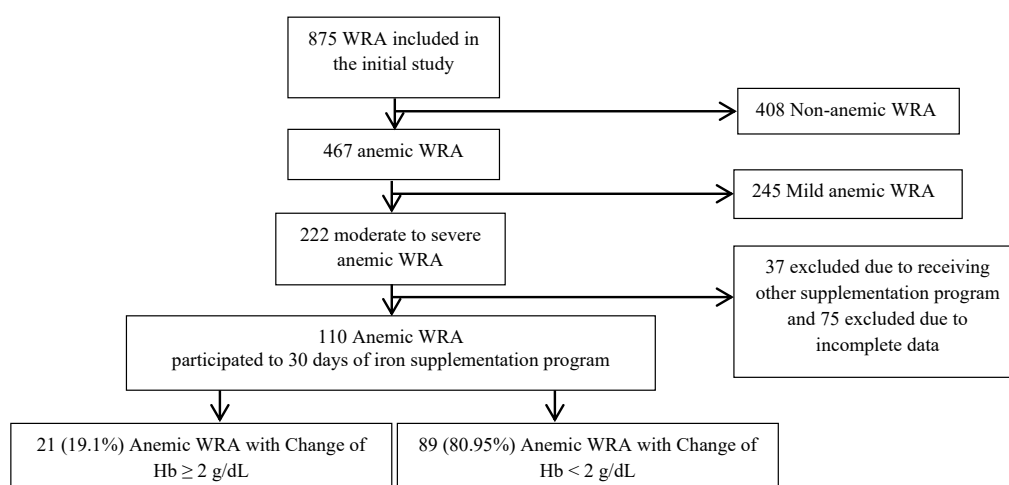 875 WRA included in
the initial study
408 Non-anemic WRA
467 anemic WRA
245 Mild anemic WRA
222 moderate to severe
anemic WRA
37 excluded due to receiving
other supplementation program
and 75 excluded due to
incomplete data
110 Anemic WRA
participated to 30 days of iron supplementation program
21 (19.1%) Anemic WRA with Change of
Hb ≥ 2 g/dL
89 (80.95%) Anemic WRA with Change of
Hb < 2 g/dL